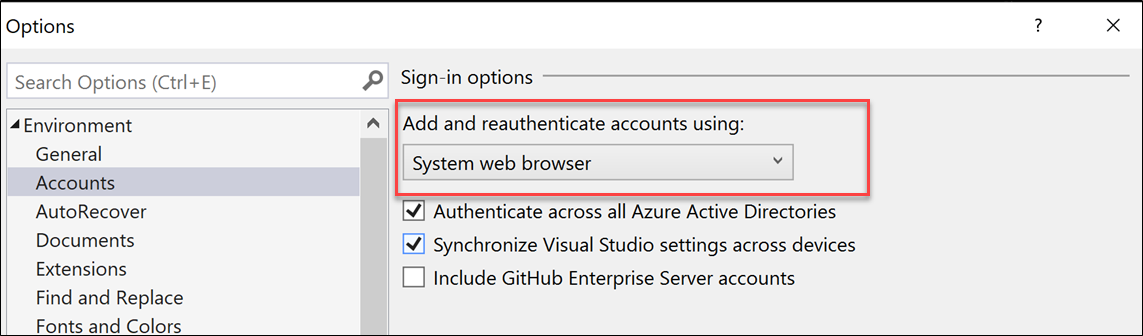 Options
?
Search Options (Ctrl+E)
Environment
General
Accounts
AutoRecover
Documents
Extensions
Find and Replace
Fonts and Colors
Sign-in options
Add and reauthenticate accounts using:
System web browser
Authenticate across all Azure Active Directories
Synchronize Visual Studio settings across devices
Include GitHub Enterprise Server accounts